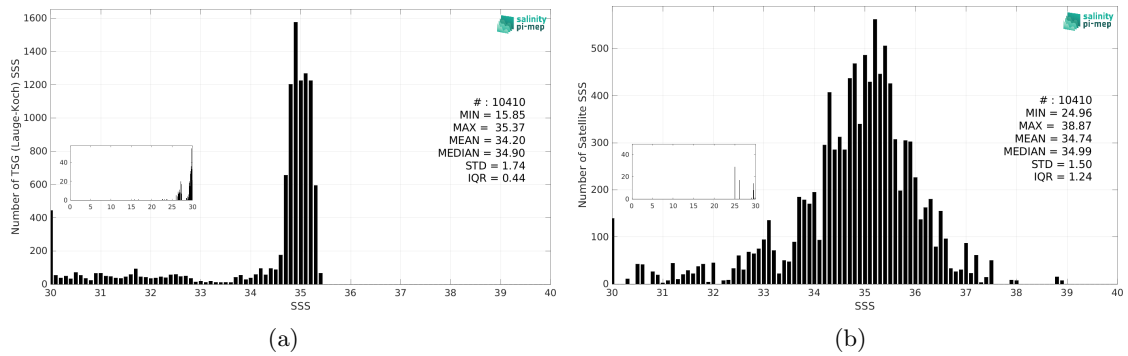 salinity
pi-mep
Number of TSG (Lauge-Koch) SSS
1600
1400
1200
1000
800
600
400
200
0
# : 10410
MIN = 15.85
MAX = 35.37
MEAN = 34.20
MEDIAN = 34.90
STD = 1.74
IQR = 0.44
40
20
0
0 5 10 15 20 25 30
30 31 32 33 34 35 36 37 38 39 40
SSS
(a)
salinity
pi-mep
Number of Satellite SSS
500
400
300
200
100
0
# : 10410
MIN = 24.96
MAX = 38.87
MEAN = 34.74
MEDIAN = 34.99
STD = 1.50
IQR = 1.24
40
20
0
0 5 10 15 20 25 30
30 31 32 33 34 35 36 37 38 39 40
SSS
(b)